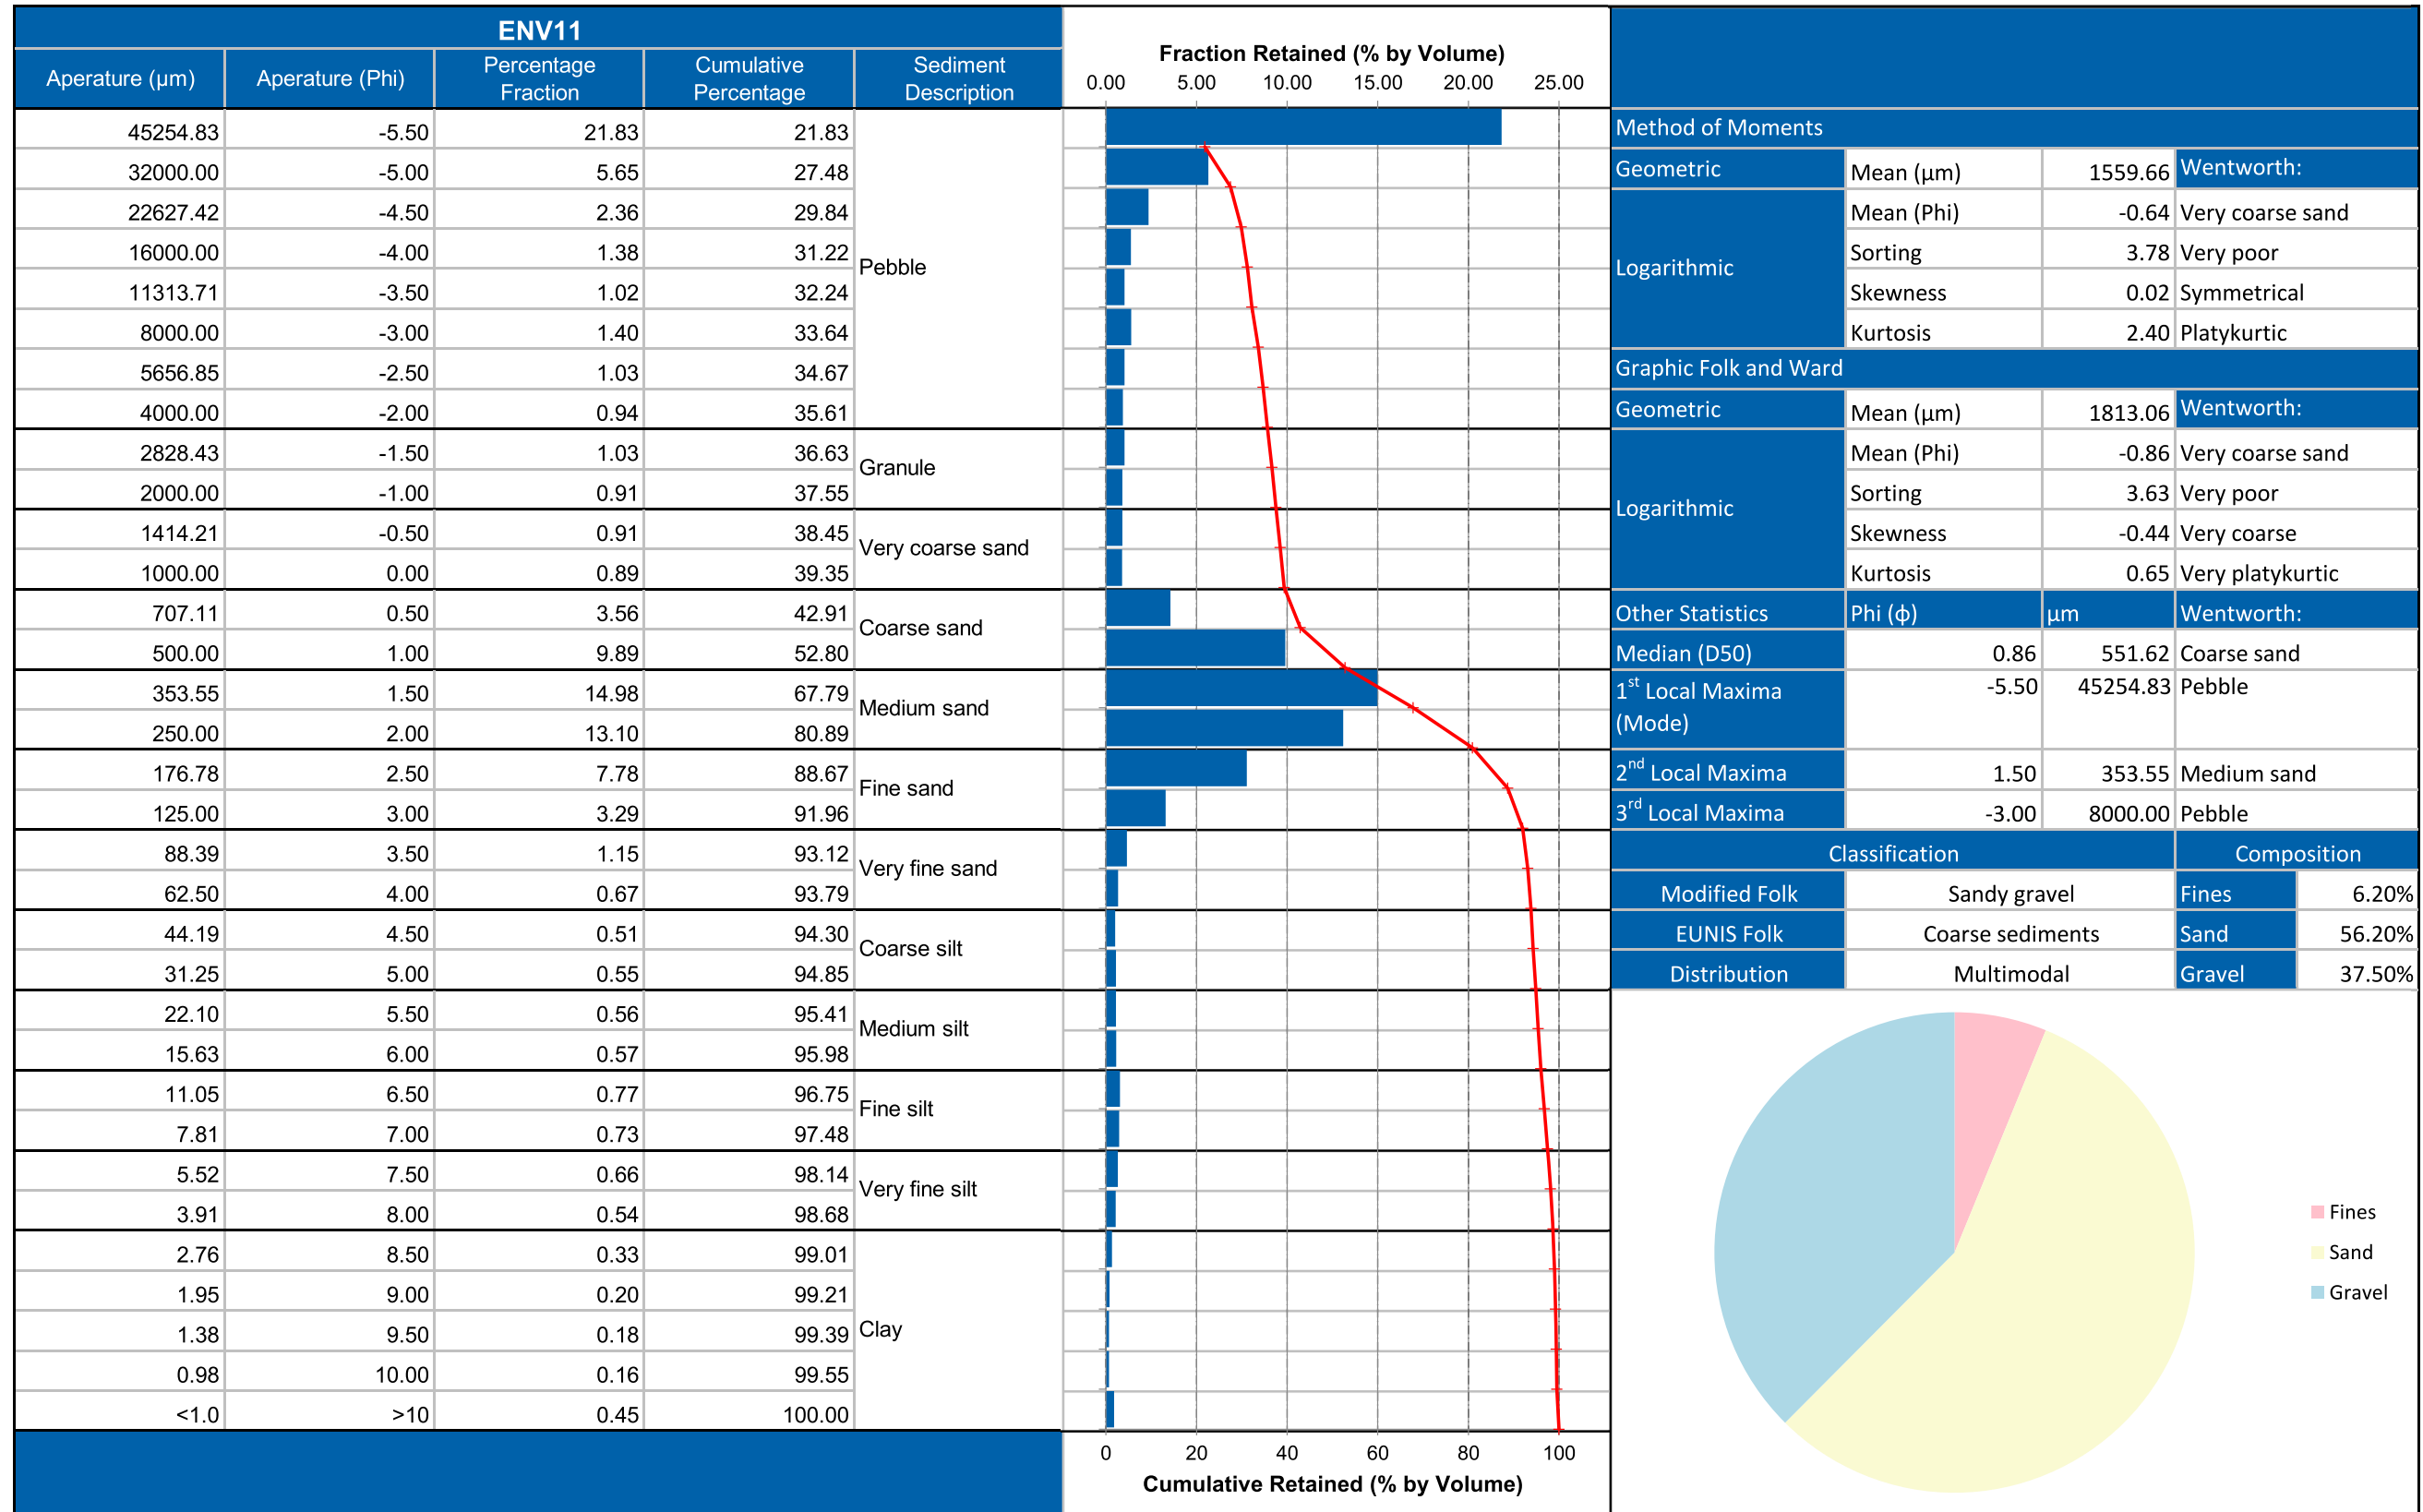 ENV11
Aperature (µm) Aperature (Phi) Percentage Fraction Cumulative Percentage Sediment Description
45254.83 -5.50 21.83 21.83
32000.00 -5.00 5.65 27.48
22627.42 -4.50 2.36 29.84
16000.00 -4.00 1.38 31.22
Pebble
11313.71 -3.50 1.02 32.24
8000.00 -3.00 1.40 33.64
5656.85 -2.50 1.03 34.67
4000.00 -2.00 0.94 35.61
2828.43 -1.50 1.03 36.63
Granule
2000.00 -1.00 0.91 37.55
1414.21 -0.50 0.91 38.45
Very coarse sand
1000.00 0.00 0.89 39.35
707.11 0.50 3.56 42.91
Coarse sand
500.00 1.00 9.89 52.80
353.55 1.50 14.98 67.79
Medium sand
250.00 2.00 13.10 80.89
176.78 2.50 7.78 88.67
Fine sand
125.00 3.00 3.29 91.96
88.39 3.50 1.15 93.12
Very fine sand
62.50 4.00 0.67 93.79
44.19 4.50 0.51 94.30
Coarse silt
31.25 5.00 0.55 94.85
22.10 5.50 0.56 95.41
Medium silt
15.63 6.00 0.57 95.98
11.05 6.50 0.77 96.75
Fine silt
7.81 7.00 0.73 97.48
5.52 7.50 0.66 98.14
Very fine silt
3.91 8.00 0.54 98.68
2.76 8.50 0.33 99.01
1.95 9.00 0.20 99.21
1.38 9.50 0.18 99.39 Clay
0.98 10.00 0.16 99.55
<1.0 >10 0.45 100.00
Fraction Retained (% by Volume)
0.00 5.00 10.00 15.00 20.00 25.00
0 20 40 60 80 100
Cumulative Retained (% by Volume)
Method of Moments
Geometric Mean (µm) 1559.66 Wentworth:
Mean (Phi) -0.64 Very coarse sand
Sorting 3.78 Very poor
Logarithmic
Skewness 0.02 Symmetrical
Kurtosis 2.40 Platykurtic
Graphic Folk and Ward
Geometric Mean (µm) 1813.06 Wentworth:
Mean (Phi) -0.86 Very coarse sand
Sorting 3.63 Very poor
Logarithmic
Skewness -0.44 Very coarse
Kurtosis 0.65 Very platykurtic
Other Statistics Phi (ϕ) µm Wentworth:
Median (D50) 0.86 551.62 Coarse sand
1st Local Maxima (Mode) -5.50 45254.83 Pebble
2nd Local Maxima 1.50 353.55 Medium sand
3rd Local Maxima -3.00 8000.00 Pebble
Classification Composition
Modified Folk Sandy gravel Fines 6.20%
EUNIS Folk Coarse sediments Sand 56.20%
Distribution Multimodal Gravel 37.50%
Fines
Sand
Gravel